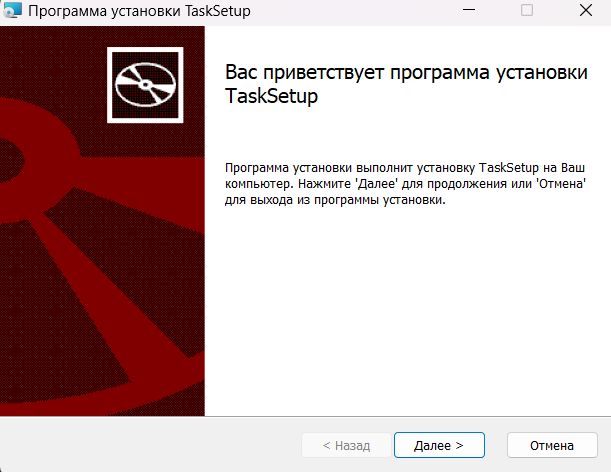 Программа установки TaskSetup
Вас приветствует программа установки
TaskSetup
Программа установки выполнит установку TaskSetup на Ваш
компьютер. Нажмите 'Далее' для продолжения или 'Отмена'
для выхода из программы установки.
< Назад
Далее >
Отмена